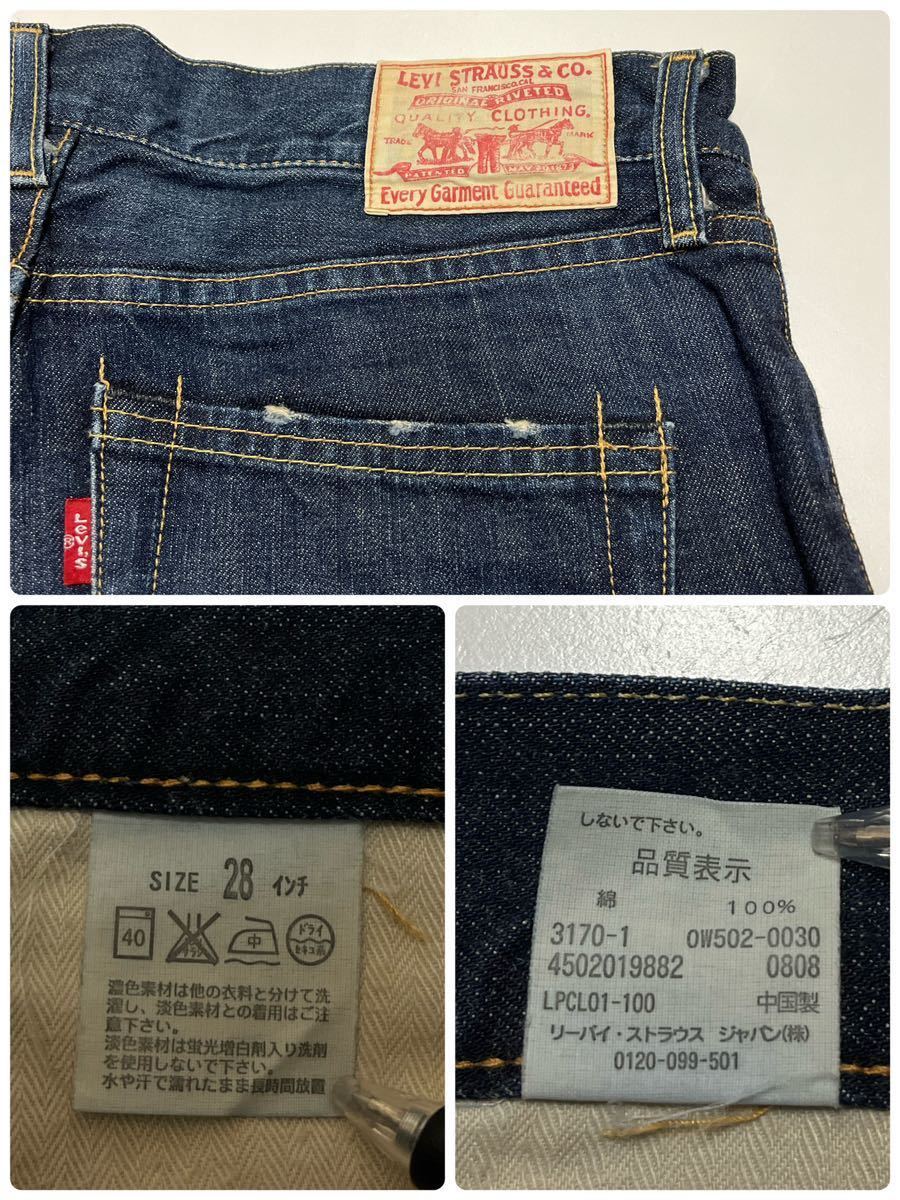 LEVI STRAUSS & CO.
SAN FRANCISCO,CAL
ORIGINAL RIVETED
QUALITY CLOTHING.
TRADE MARK
PATENTED MAY 20 1873
Every Garment Guaranteed
LEVI'S
®
SIZE 28 インチ
40 中 ドライ
セキユ系
濃色素材は他の衣料と分けて洗
濯し、淡色素材との着用はご注
意下さい。
淡色素材は蛍光増白剤入り洗剤
を使用しないで下さい。
水や汗で濡れたまま長時間放置
しないで下さい。
品質表示
綿 100%
3170-1 0W502-0030
4502019882 0808
LPCL01-100 中国製
リーバイ・ストラウス ジャパン(株)
0120-099-501